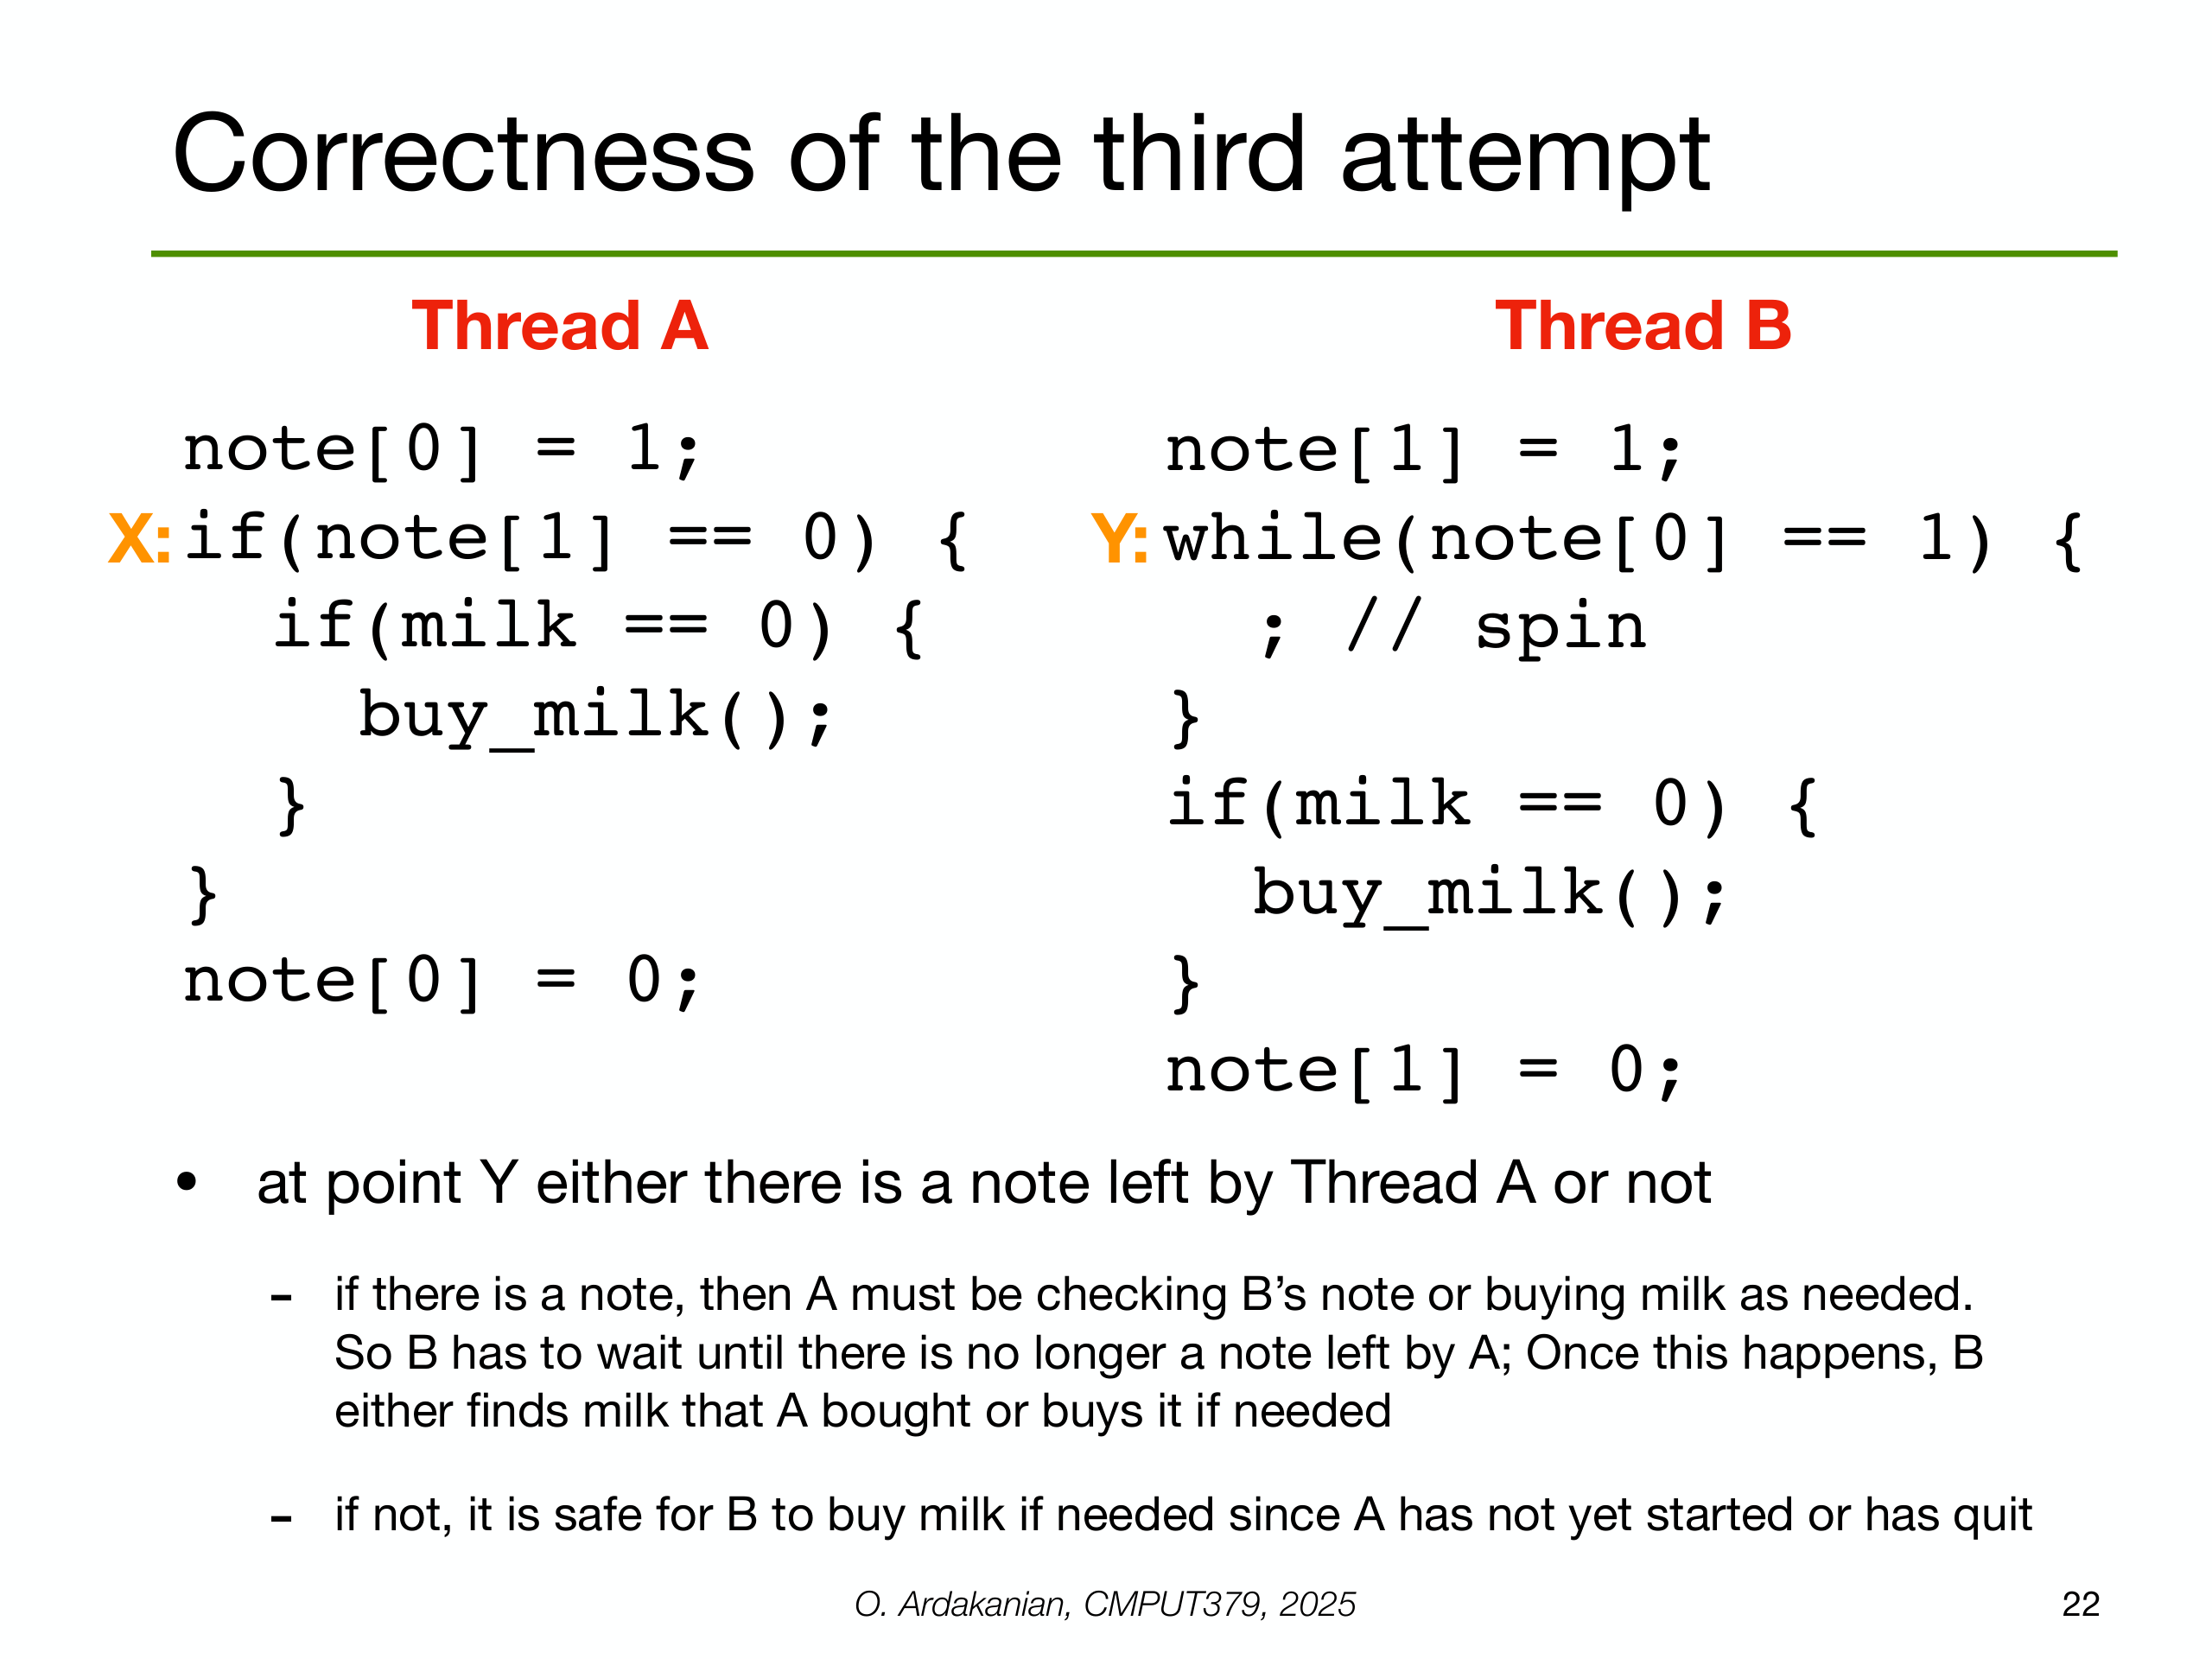 Correctness of the third attempt
Thread A
note[0] = 1;
X: if(note[1] == 0) {
if(milk == 0) {
buy_milk();
}
}
note[0] = 0;
Thread B
note[1] = 1;
Y: while(note[0] == 1) {
; // spin
}
if(milk == 0) {
buy_milk();
}
note[1] = 0;
• at point Y either there is a note left by Thread A or not
- if there is a note, then A must be checking B’s note or buying milk as needed.
So B has to wait until there is no longer a note left by A; Once this happens, B
either finds milk that A bought or buys it if needed
- if not, it is safe for B to buy milk if needed since A has not yet started or has quit
O. Ardakanian, CMPUT379, 2025
22